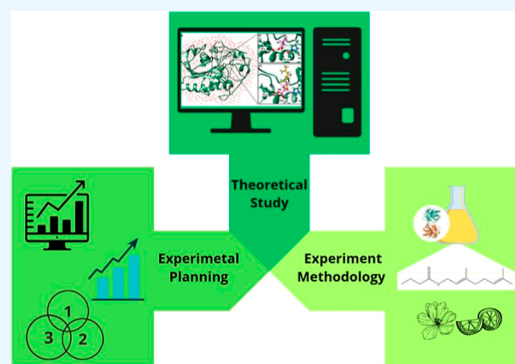 Theoretical
Study
Experimetal
Planning
Experiment
Methodology
1
3
2